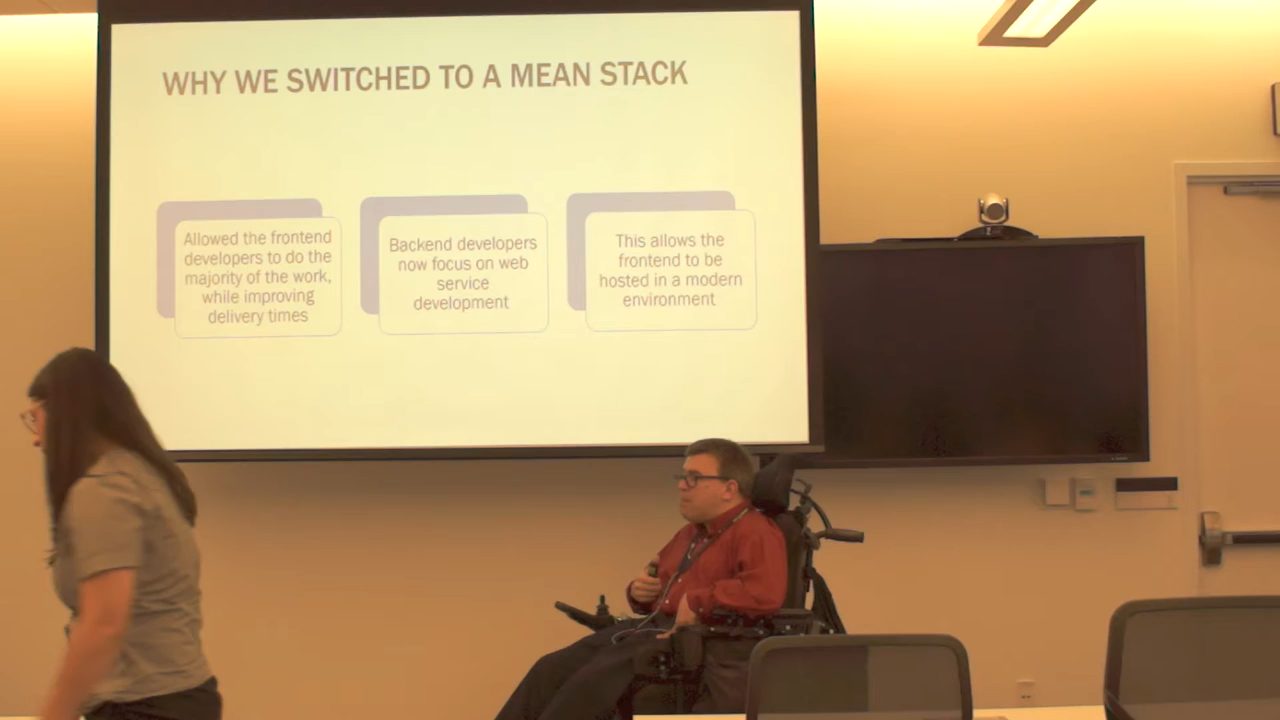 WHY WE SWITCHED TO A MEAN STACK
Allowed the frontend
developers to do the
majority of the work,
while improving
delivery times
Backend developers
now focus on web
service
development
This allows the
frontend to be
hosted in a modern
environment